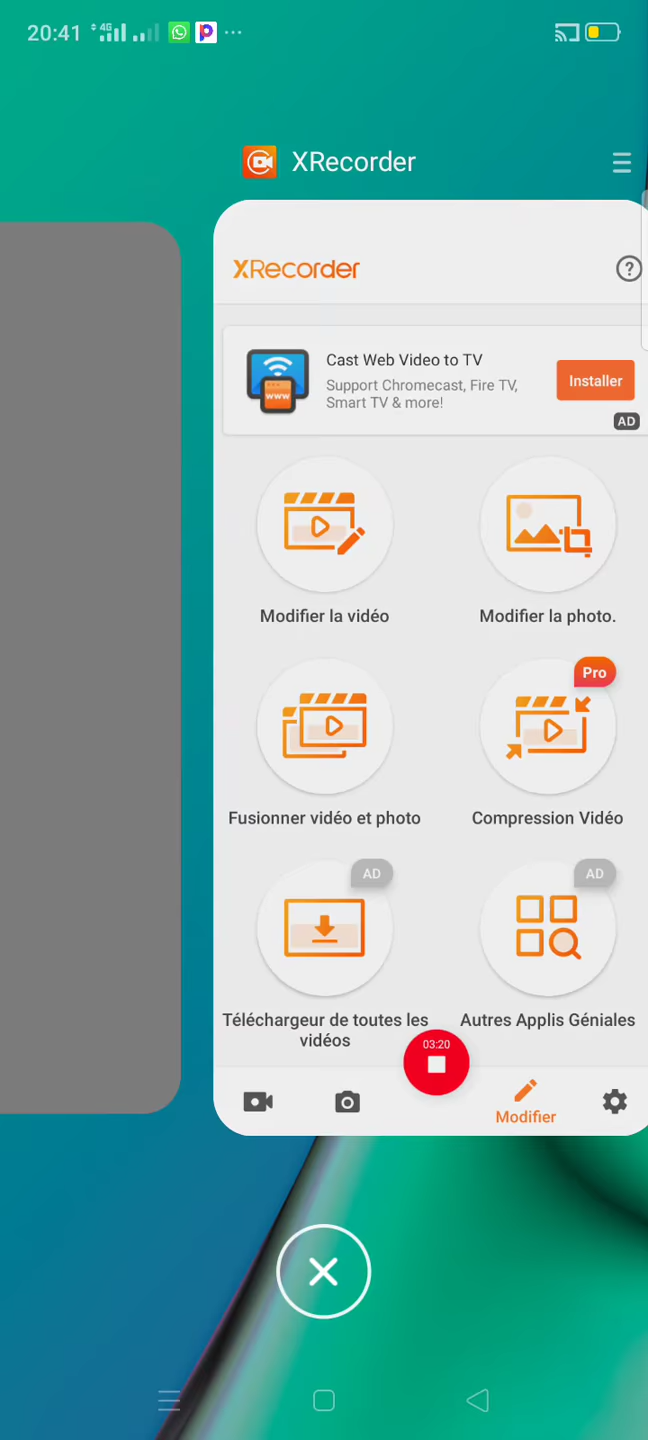 20:41 4G
XRecorder
XRecorder
Cast Web Video to TV
Support Chromecast, Fire TV,
Smart TV & more!
Installer
AD
WWW
Modifier la vidéo
Modifier la photo.
Pro
Fusionner vidéo et photo
Compression Vidéo
AD
AD
Téléchargeur de toutes les
vidéos
Autres Applis Géniales
03:20
Modifier